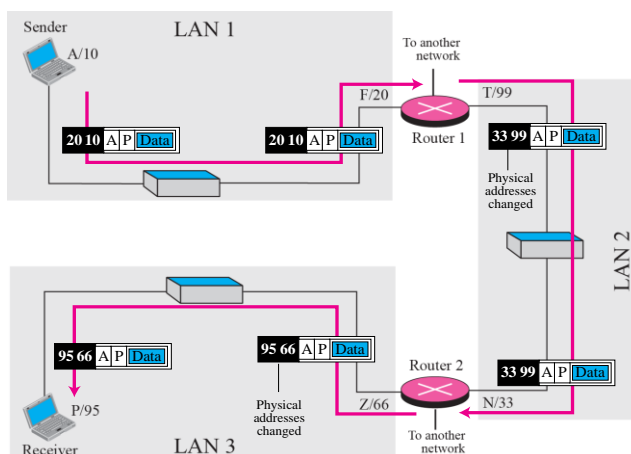 Sender
LAN 1
A/10
To another
network
F/20
T/99
Router 1
20 10 A P Data
20 10 A P Data
33 99 A P Data
Physical
addresses
changed
LAN 2
95 66 A P Data
95 66 A P Data
33 99 A P Data
Router 2
Physical
addresses
changed
P/95
Z/66
N/33
To another
network
Receiver
LAN 3